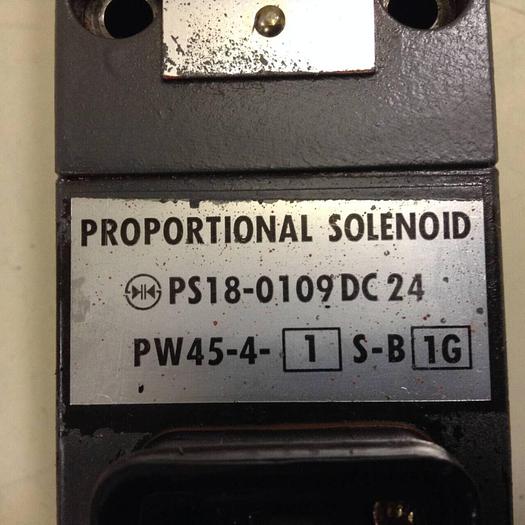 PROPORTIONAL SOLENOID
PS18-0109 DC 24
PW45-4- 1 S-B 1G